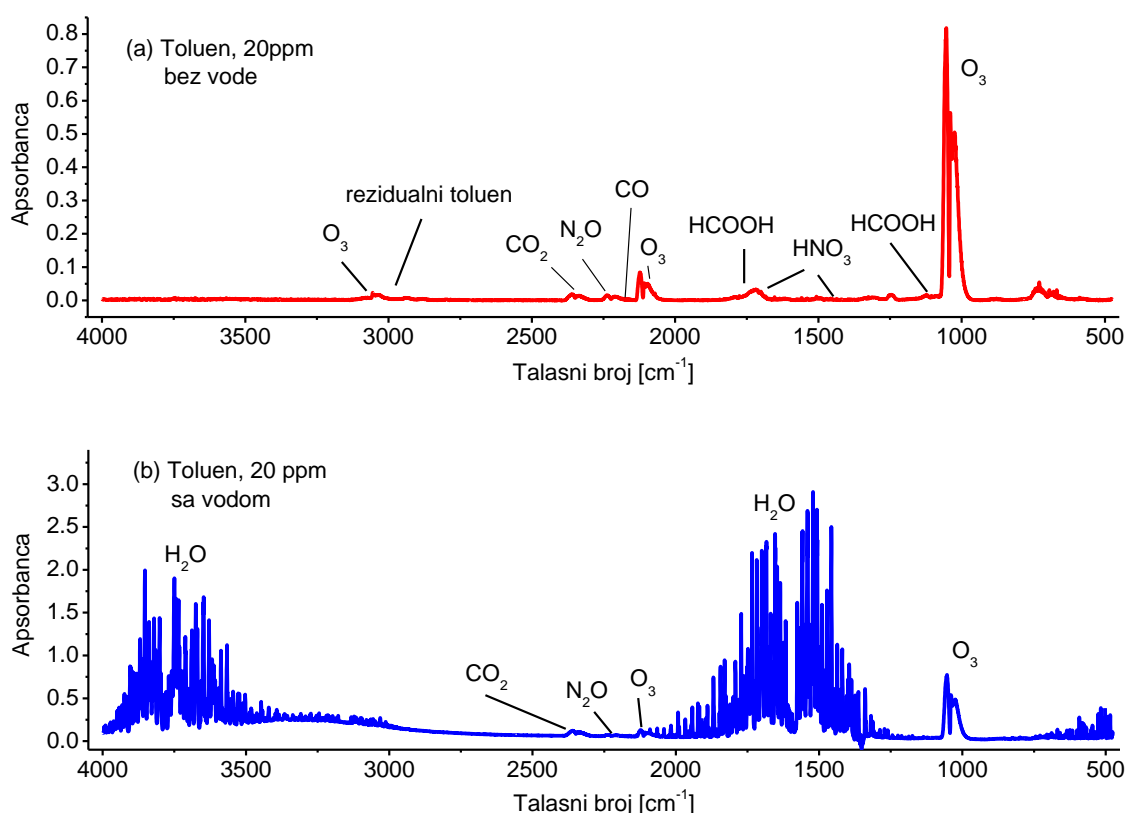 (a) Toluen, 20ppm
bez vode
Apsorbanca
0.8
0.7
0.6
0.5
0.4
0.3
0.2
0.1
0.0
O₃
rezidualni toluen
CO₂
N₂O
CO
O₃
HCOOH
HNO₃
HCOOH
O₃
4000 3500 3000 2500 2000 1500 1000 500
Talasni broj [cm⁻¹]
(b) Toluen, 20 ppm
sa vodom
Apsorbanca
3.0
2.5
2.0
1.5
1.0
0.5
0.0
H₂O
CO₂
N₂O
O₃
H₂O
O₃
4000 3500 3000 2500 2000 1500 1000 500
Talasni broj [cm⁻¹]